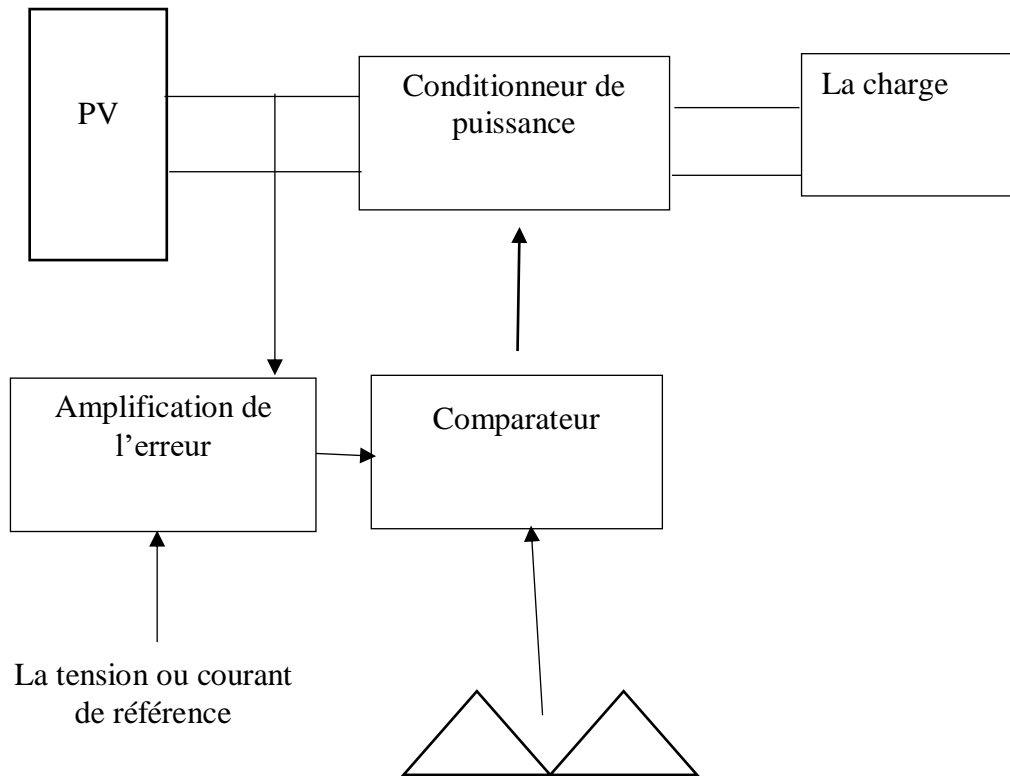 PV
Conditionneur de
puissance
La charge
Amplification de
l’erreur
Comparateur
La tension ou courant
de référence